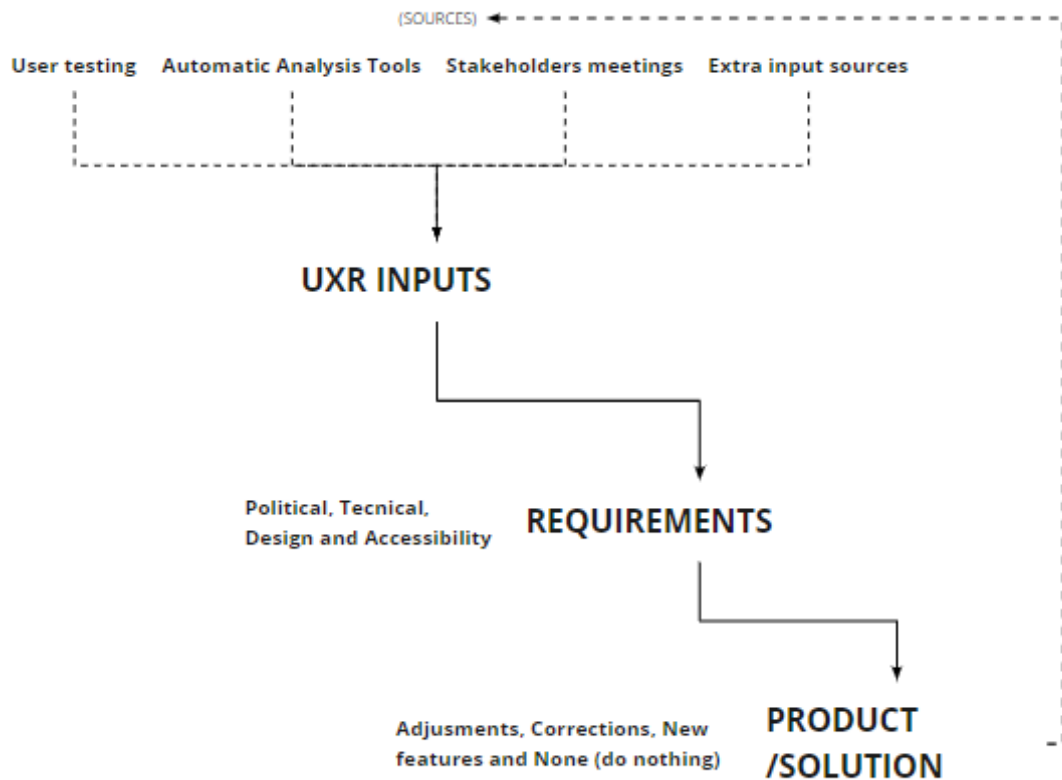 (SOURCES)
User testing Automatic Analysis Tools Stakeholders meetings Extra input sources
UXR INPUTS
Political, Tecnical,
Design and Accessibility
REQUIREMENTS
Adjusments, Corrections, New
features and None (do nothing)
PRODUCT
/SOLUTION